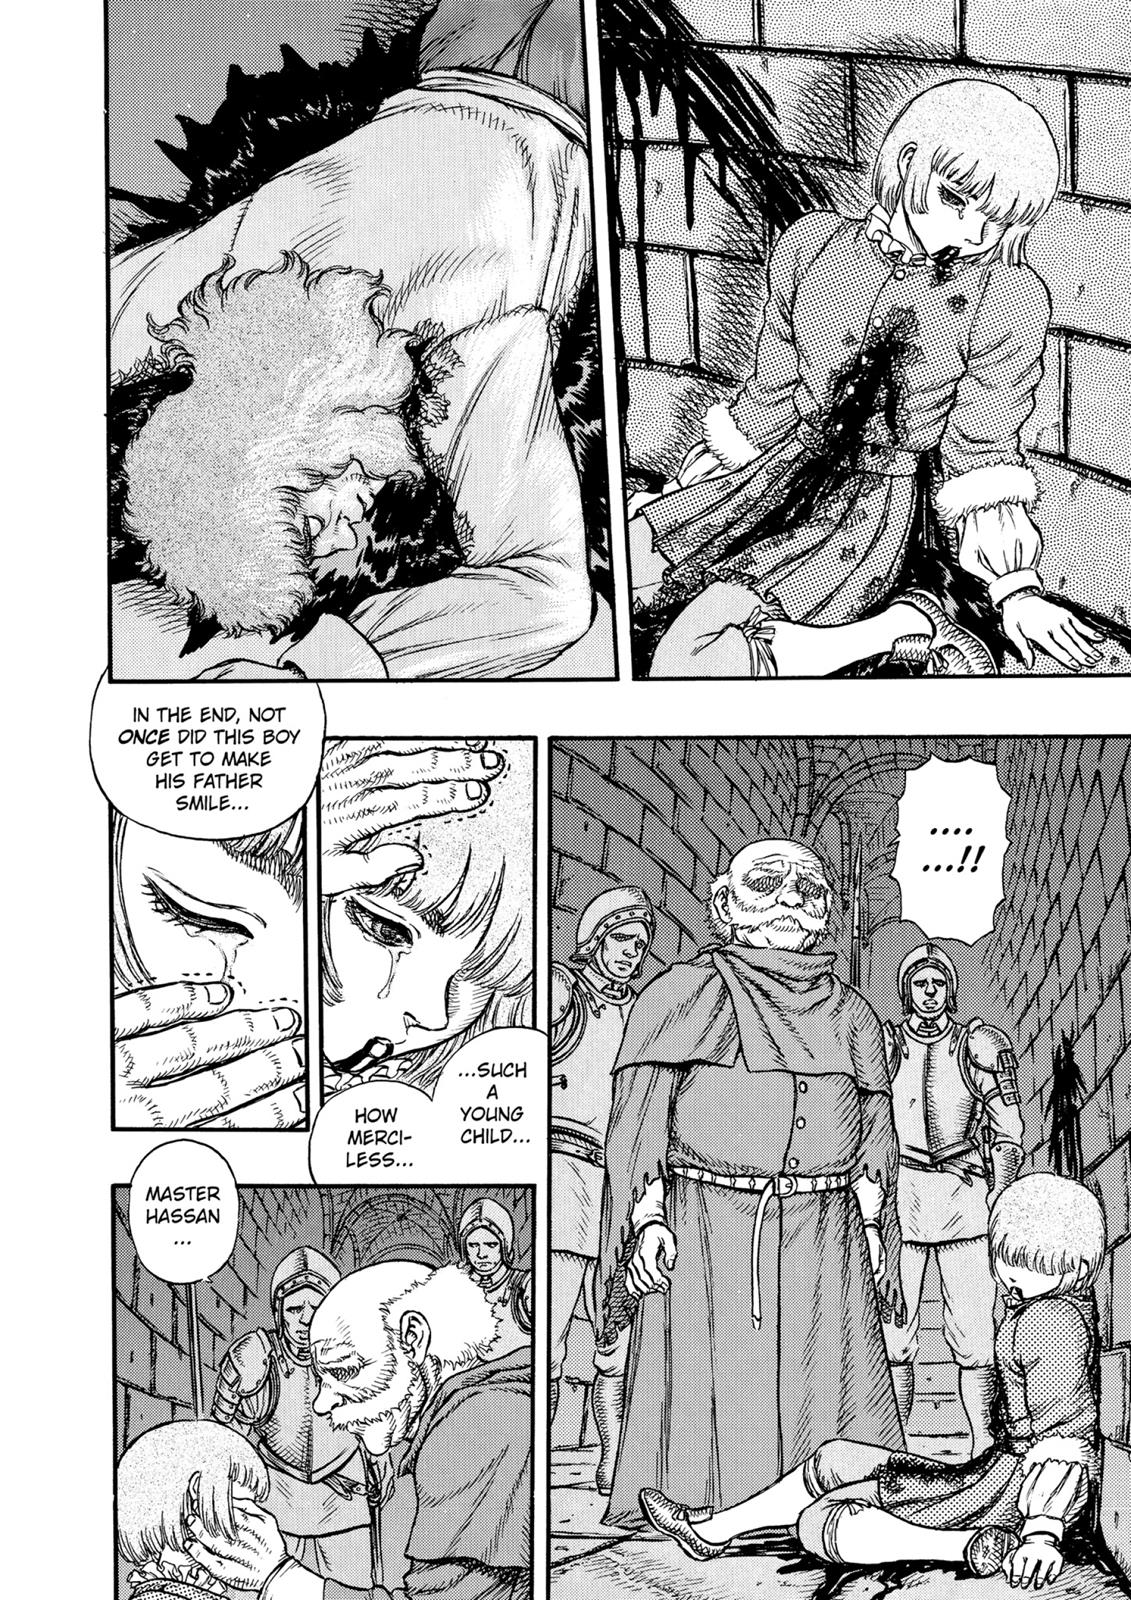 ....
...!!
...SUCH
A
YOUNG
CHILD...
HOW
MERCI-
LESS...
IN THE END, NOT
ONCE DID THIS BOY
GET TO MAKE
HIS FATHER
SMILE...
MASTER
HASSAN
...